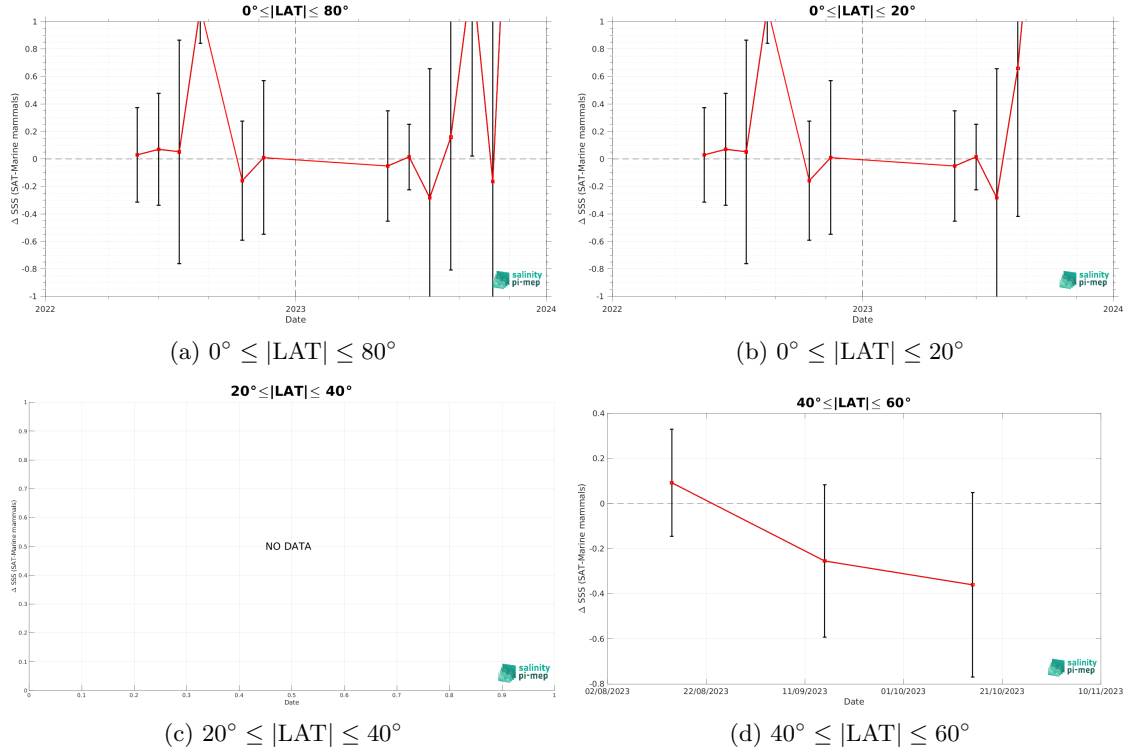 0°≤|LAT|≤ 80°
Δ SSS (SAT-Marine mammals)
1
0.8
0.6
0.4
0.2
0
-0.2
-0.4
-0.6
-0.8
-1
2022
2023
2024
Date
salinity
pi-mep
(a) 0° ≤ |LAT| ≤ 80°
0°≤|LAT|≤ 20°
Δ SSS (SAT-Marine mammals)
1
0.8
0.6
0.4
0.2
0
-0.2
-0.4
-0.6
-0.8
-1
2022
2023
2024
Date
salinity
pi-mep
(b) 0° ≤ |LAT| ≤ 20°
20°≤|LAT|≤ 40°
Δ SSS (SAT-Marine mammals)
1
0.9
0.8
0.7
0.6
0.5
0.4
0.3
0.2
0.1
0
NO DATA
0 0.1 0.2 0.3 0.4 0.5 0.6 0.7 0.8 0.9 1
Date
salinity
pi-mep
(c) 20° ≤ |LAT| ≤ 40°
40°≤|LAT|≤ 60°
Δ SSS (SAT-Marine mammals)
0.4
0.2
0
-0.2
-0.4
-0.6
-0.8
02/08/2023 22/08/2023 11/09/2023 01/10/2023 21/10/2023 10/11/2023
Date
salinity
pi-mep
(d) 40° ≤ |LAT| ≤ 60°